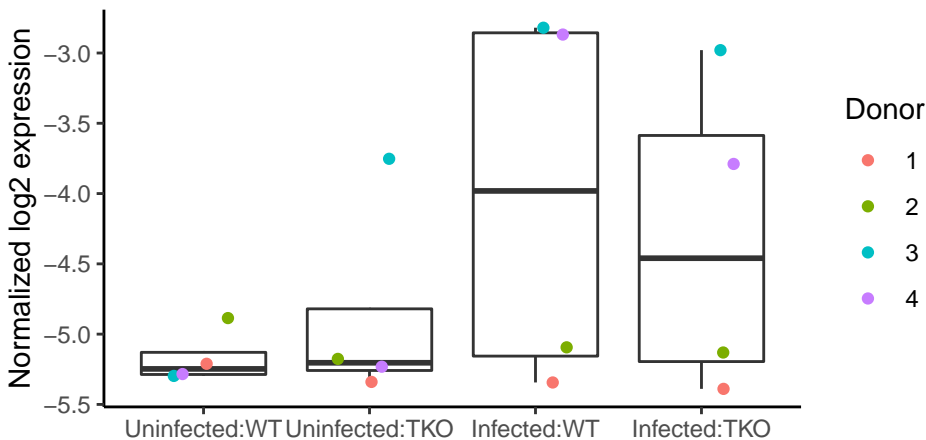 Normalized log2 expression
−3.0
−3.5
−4.0
−4.5
−5.0
−5.5
Uninfected:WT
Uninfected:TKO
Infected:WT
Infected:TKO
Donor
1
2
3
4